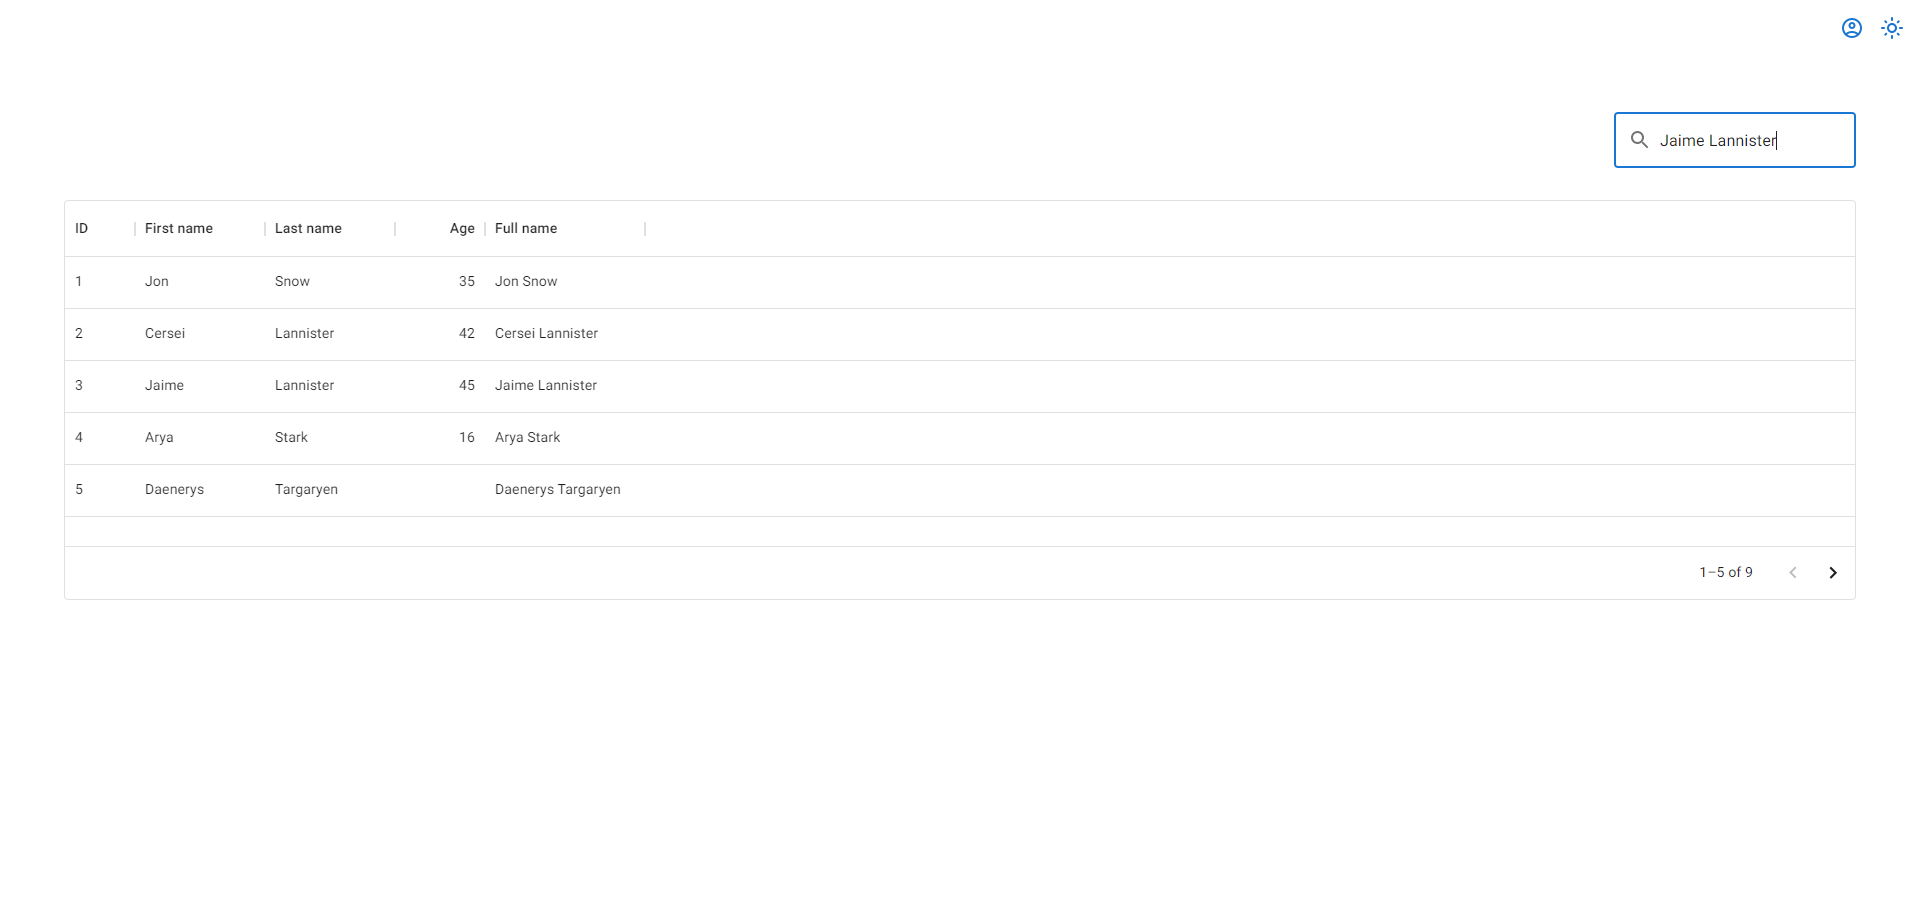 Jaime Lannister
ID First name Last name Age Full name
1 Jon Snow 35 Jon Snow
2 Cersei Lannister 42 Cersei Lannister
3 Jaime Lannister 45 Jaime Lannister
4 Arya Stark 16 Arya Stark
5 Daenerys Targaryen Daenerys Targaryen
1–5 of 9